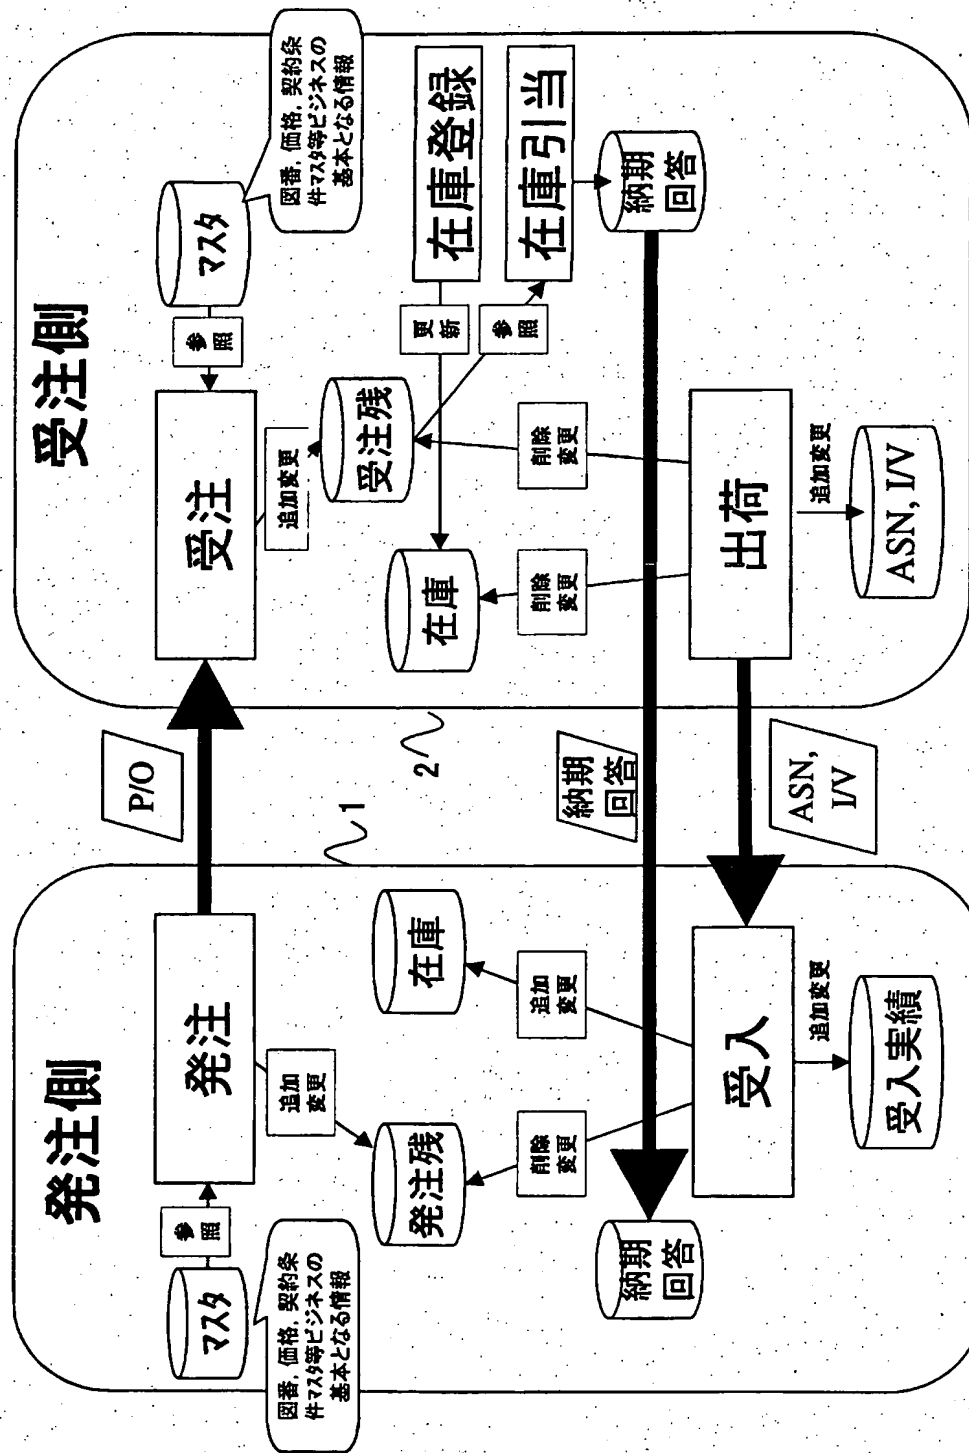 発注側
マスタ
図番, 価格, 契約条
件マスタ等ビジネスの
基本となる情報
参照
発注
追加
変更
発注残
在庫
追加
変更
削除
変更
受入
追加変更
受入実績
納期
回答
1
P/O
2
納期
回答
ASN,
I/V
受注側
マスタ
図番, 価格, 契約条
件マスタ等ビジネスの
基本となる情報
参照
受注
追加変更
受注残
在庫
在庫登録
更新
在庫引当
参照
納期
回答
削除
変更
削除
変更
出荷
追加変更
ASN, I/V